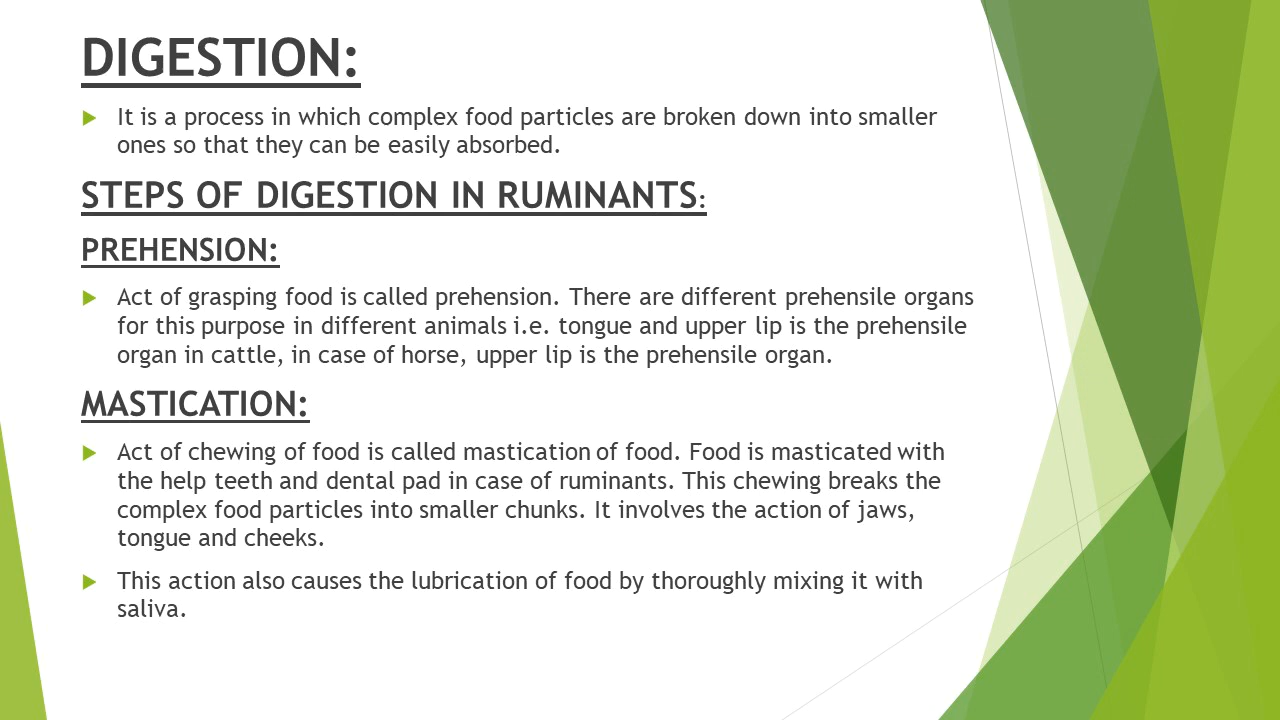 DIGESTION:
It is a process in which complex food particles are broken down into smaller
ones so that they can be easily absorbed.
STEPS OF DIGESTION IN RUMINANTS:
PREHENSION:
Act of grasping food is called prehension. There are different prehensile organs
for this purpose in different animals i.e. tongue and upper lip is the prehensile
organ in cattle, in case of horse, upper lip is the prehensile organ.
MASTICATION:
Act of chewing of food is called mastication of food. Food is masticated with
the help teeth and dental pad in case of ruminants. This chewing breaks the
complex food particles into smaller chunks. It involves the action of jaws,
tongue and cheeks.
This action also causes the lubrication of food by thoroughly mixing it with
saliva.